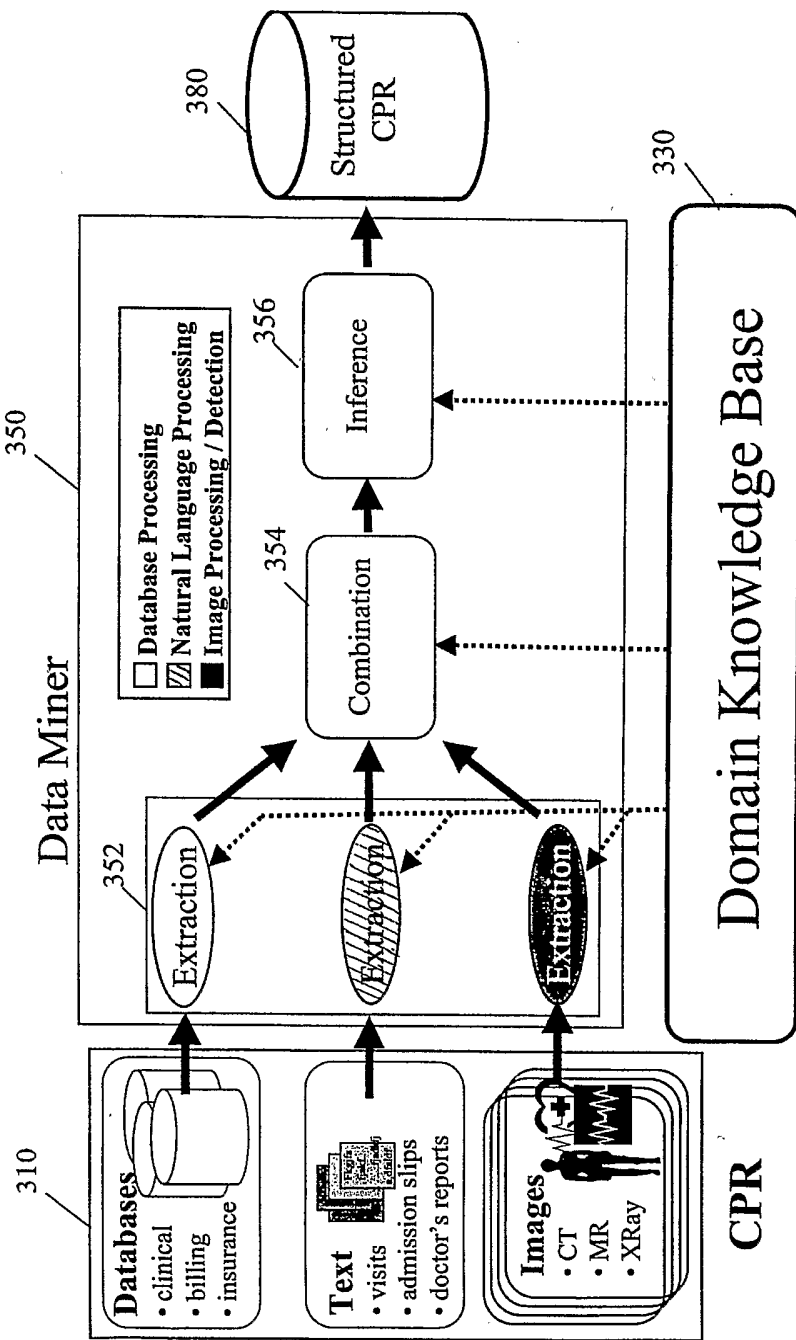 310
Databases
• clinical
• billing
• insurance
Text
• visits
• admission slips
• doctor's reports
Images
• CT
• MR
• XRay
CPR
Data Miner
350
352
Extraction
Extraction
Extraction
Database Processing
Natural Language Processing
Image Processing / Detection
354
Combination
356
Inference
380
Structured
CPR
330
Domain Knowledge Base